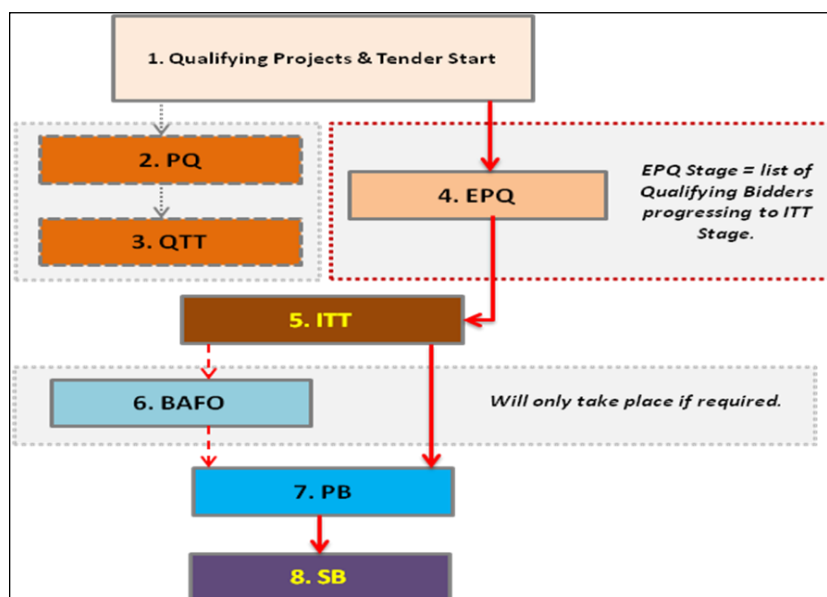 1. Qualifying Projects & Tender Start
2. PQ
3. QTT
4. EPQ
EPQ Stage = list of
Qualifying Bidders
progressing to ITT
Stage.
5. ITT
6. BAFO
Will only take place if required.
7. PB
8. SB